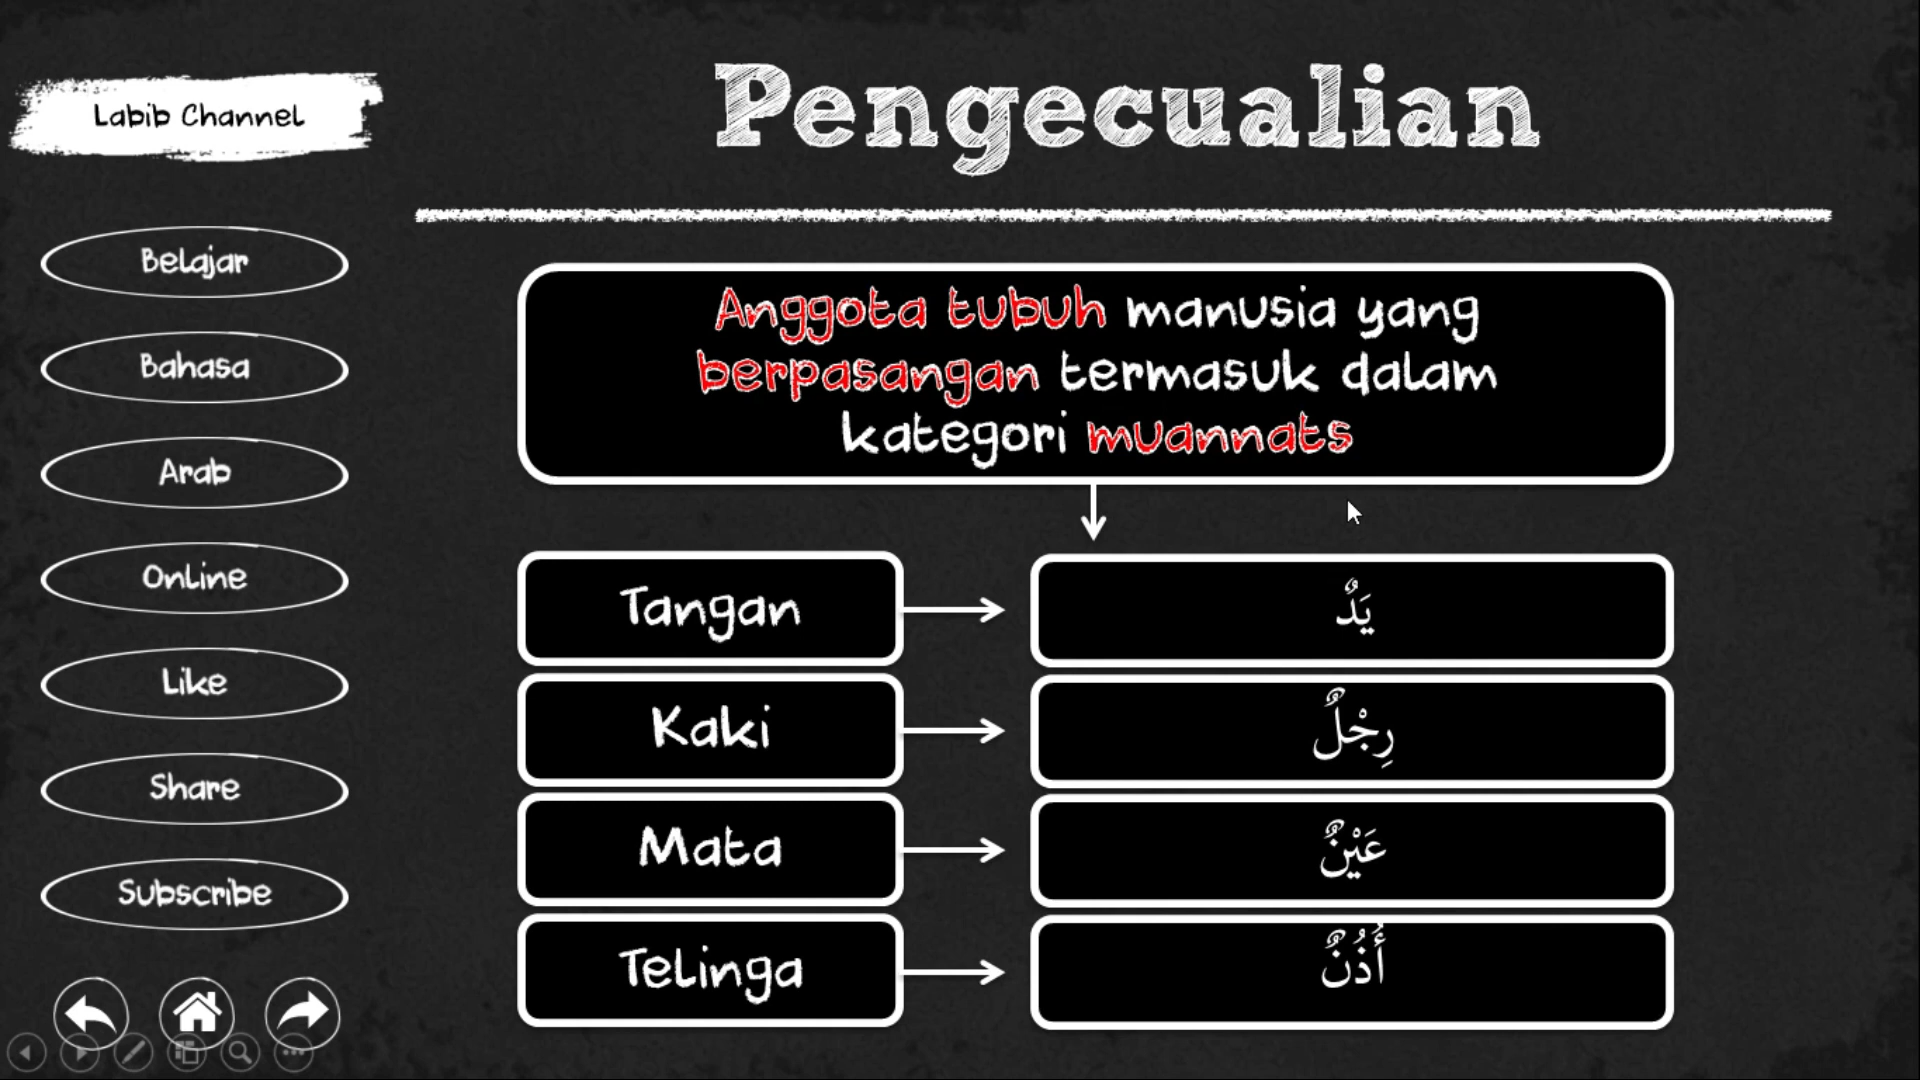 Labib Channel
Belajar
Bahasa
Arab
Online
Like
Share
Subscribe
Pengecualian
Anggota tubuh manusia yang
berpasangan termasuk dalam
kategori muannats
Tangan
يَدٌ
Kaki
رِجْلٌ
Mata
عَيْنٌ
Telinga
أُذُنٌ